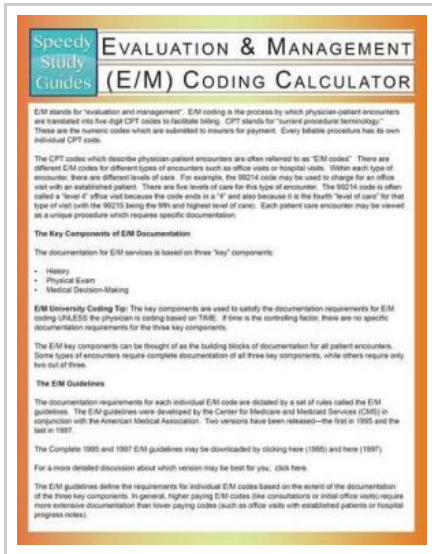 Speedy
Study
Guides
EVALUATION & MANAGEMENT
(E/M) CODING CALCULATOR
E/M stands for "evaluation and management". E/M coding is the process by which physician-patient encounters
are translated into five digit CPT codes to facilitate billing. CPT stands for "current procedural terminology."
These are the numeric codes which are submitted to insurers for payment. Every billable procedure has its own
individual CPT code.
The CPT codes which describe physician-patient encounters are often referred to as "E/M codes" There are
different E/M codes for different types of encounters such as office visits or hospital visits. Within each type of
encounter, there are different levels of care. For example, the 99214 code may be used to charge for an office
visit with an established patient. There are five levels of care for this type of encounter. The 99214 code is often
called a "level 4" office visit because the code ends in a "4" and also because it is the fourth "level of care" for that
type of visit (with the 99215 being the fifth and highest level of care). Each patient care encounter may be viewed
as a unique procedure which requires specific documentation.
The Key Components of E/M Documentation
The documentation for E/M services is based on three "key" components:
• History
• Physical Exam
• Medical Decision-Making
E/M University Coding Tip: The key components are used to satisfy the documentation requirements for E/M
coding UNLESS the physician is coding based on TIME. If time is the controlling factor, there are no specific
documentation requirements for the three key components.
The E/M key components can be thought of as the building blocks of documentation for all patient encounters.
Some types of encounters require complete documentation of all three key components, while others require only
two out of three.
The E/M Guidelines
The documentation requirements for each individual E/M code are dictated by a set of rules called the E/M
guidelines. The E/M guidelines were developed by the Center for Medicare and Medicaid Services (CMS) in
conjunction with the American Medical Association. Two versions have been released—the first in 1995 and the
last in 1997.
The Complete 1995 and 1997 E/M guidelines may be downloaded by clicking here (1995) and here (1997).
For a more detailed discussion about which version may be best for you, click here.
The E/M guidelines define the requirements for individual E/M codes based on the extent of the documentation
of the three key components. In general, higher paying E/M codes (like consultations or initial office visits) require
more extensive documentation than lower paying codes (such as office visits with established patients or hospital
progress notes).